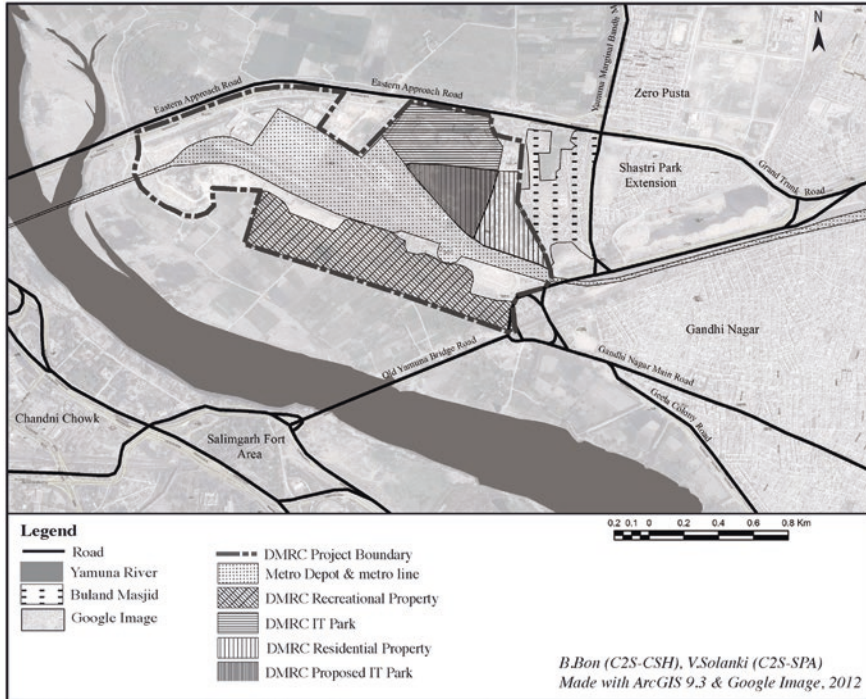 N
Eastern Approach Road
Eastern Approach Road
Zero Pusta
Shastri Park
Extension
Grand Trunk Road
Gandhi Nagar
Old Yamuna Bridge Road
Gandhi Nagar Main Road
Geeta Colony Road
Chandni Chowk
Salimgarh Fort
Area
0.2 0.1 0 0.2 0.4 0.6 0.8 Km
Legend
Road
Yamuna River
Buland Masjid
Google Image
DMRC Project Boundary
Metro Depot & metro line
DMRC Recreational Property
DMRC IT Park
DMRC Residential Property
DMRC Proposed IT Park
B.Bon (C2S-CSH), V.Solanki (C2S-SPA)
Made with ArcGIS 9.3 & Google Image, 2012